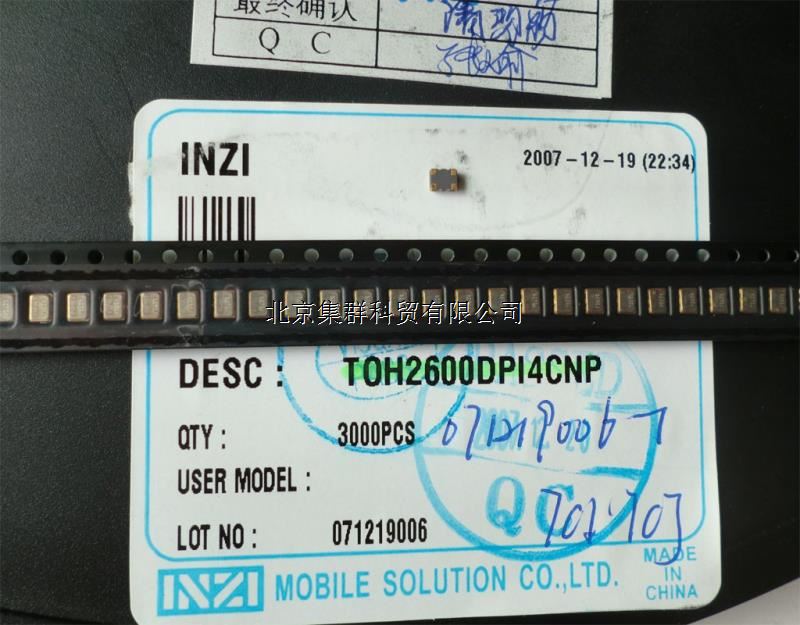 最终确认
Q C
INZI
2007-12-19 (22:34)
北京集群科贸有限公司
DESC : TOH2600DPI4CNP
QTY : 3000PCS
071219006-7
USER MODEL :
QC
LOT NO : 071219006
INZI MOBILE SOLUTION CO.,LTD.
MADE
IN
CHINA